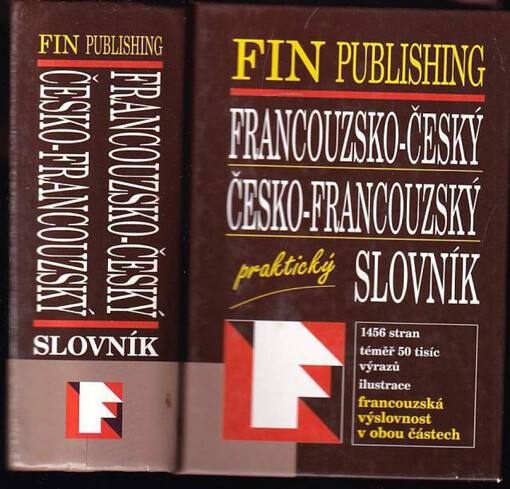 FIN PUBLISHING
FRANCOUZSKO-ČESKÝ
ČESKO-FRANCOUZSKÝ
SLOVNÍK
FIN PUBLISHING
FRANCOUZSKO-ČESKÝ
ČESKO-FRANCOUZSKÝ
praktický SLOVNÍK
1456 stran
téměř 50 tisíc
výrazů
ilustrace
francouzská
výslovnost
v obou částech